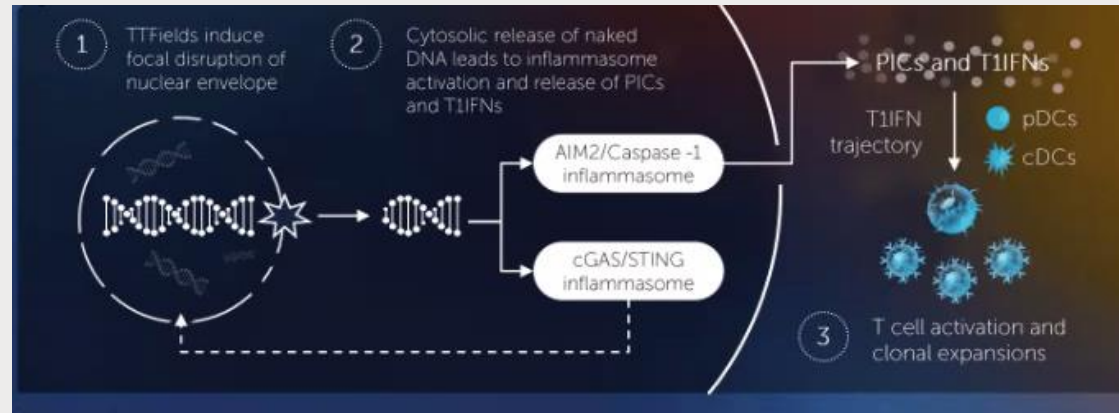 1
TTFields induce
focal disruption of
nuclear envelope
2
Cytosolic release of naked
DNA leads to inflammasome
activation and release of PICs
and T1IFNs
AIM2/Caspase -1
inflammasome
cGAS/STING
inflammasome
PICs and T1IFNs
T1IFN
trajectory
pDCs
cDCs
3
T cell activation and
clonal expansions